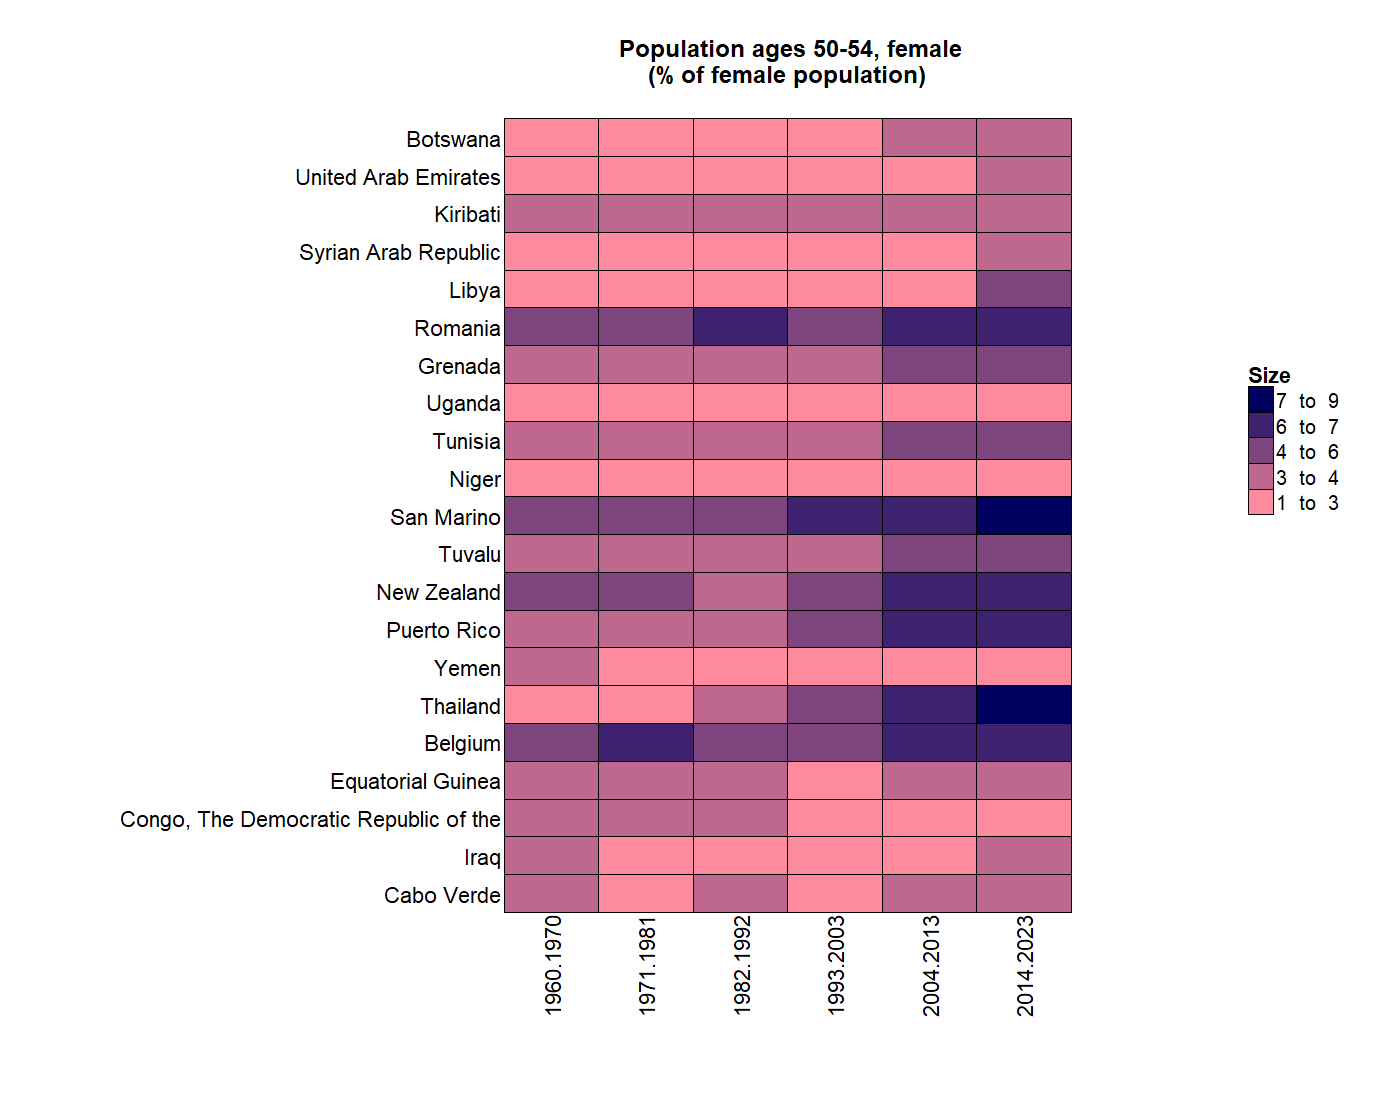 Population ages 50-54, female
(% of female population)
Botswana
United Arab Emirates
Kiribati
Syrian Arab Republic
Libya
Romania
Grenada
Uganda
Tunisia
Niger
San Marino
Tuvalu
New Zealand
Puerto Rico
Yemen
Thailand
Belgium
Equatorial Guinea
Congo, The Democratic Republic of the
Iraq
Cabo Verde
1960.1970
1971.1981
1982.1992
1993.2003
2004.2013
2014.2023
Size
7 to 9
6 to 7
4 to 6
3 to 4
1 to 3